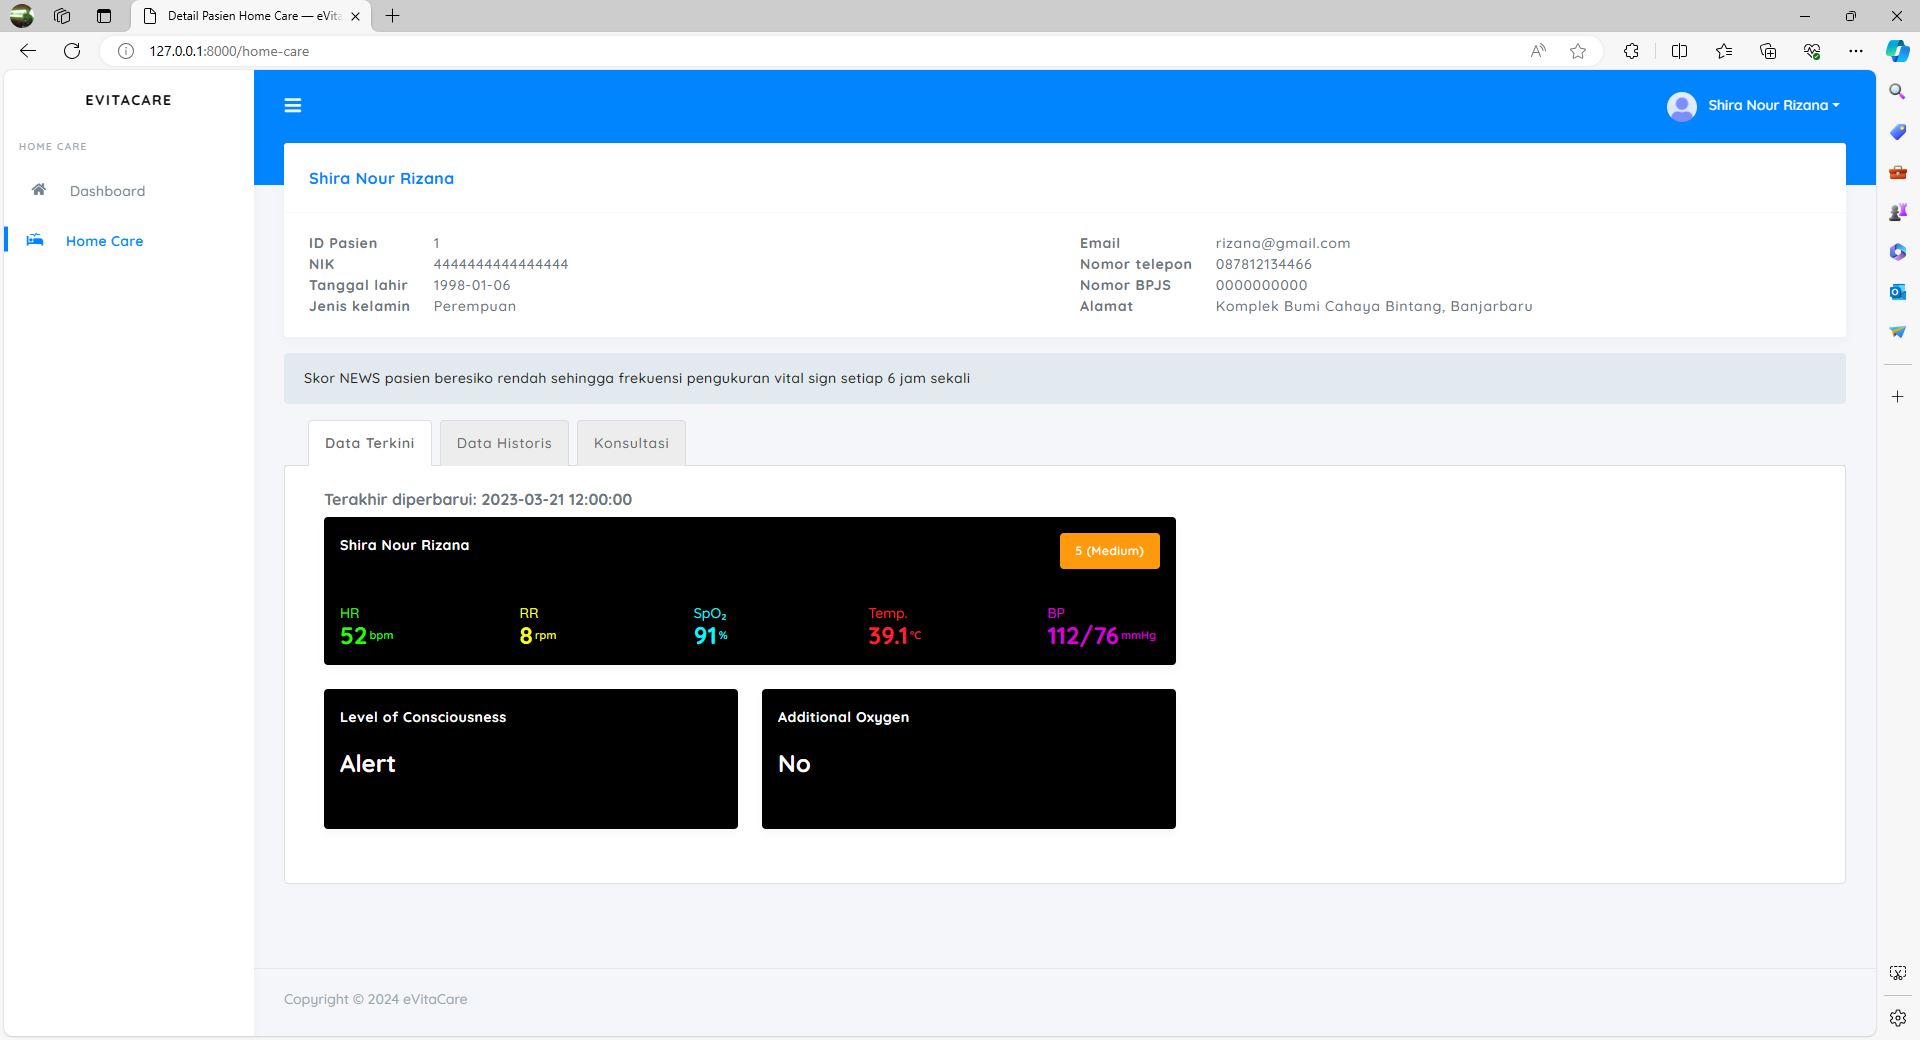 Detail Pasien Home Care — eVita
127.0.0.1:8000/home-care
EVITACARE
HOME CARE
Dashboard
Home Care
Shira Nour Rizana
Shira Nour Rizana
ID Pasien 1
NIK 4444444444444444
Tanggal lahir 1998-01-06
Jenis kelamin Perempuan
Email rizana@gmail.com
Nomor telepon 087812134466
Nomor BPJS 0000000000
Alamat Komplek Bumi Cahaya Bintang, Banjarbaru
Skor NEWS pasien beresiko rendah sehingga frekuensi pengukuran vital sign setiap 6 jam sekali
Data Terkini Data Historis Konsultasi
Terakhir diperbarui: 2023-03-21 12:00:00
Shira Nour Rizana 5 (Medium)
HR RR SpO₂ Temp. BP
52 bpm 8 rpm 91 % 39.1 °C 112/76 mmHg
Level of Consciousness
Alert
Additional Oxygen
No
Copyright © 2024 eVitaCare